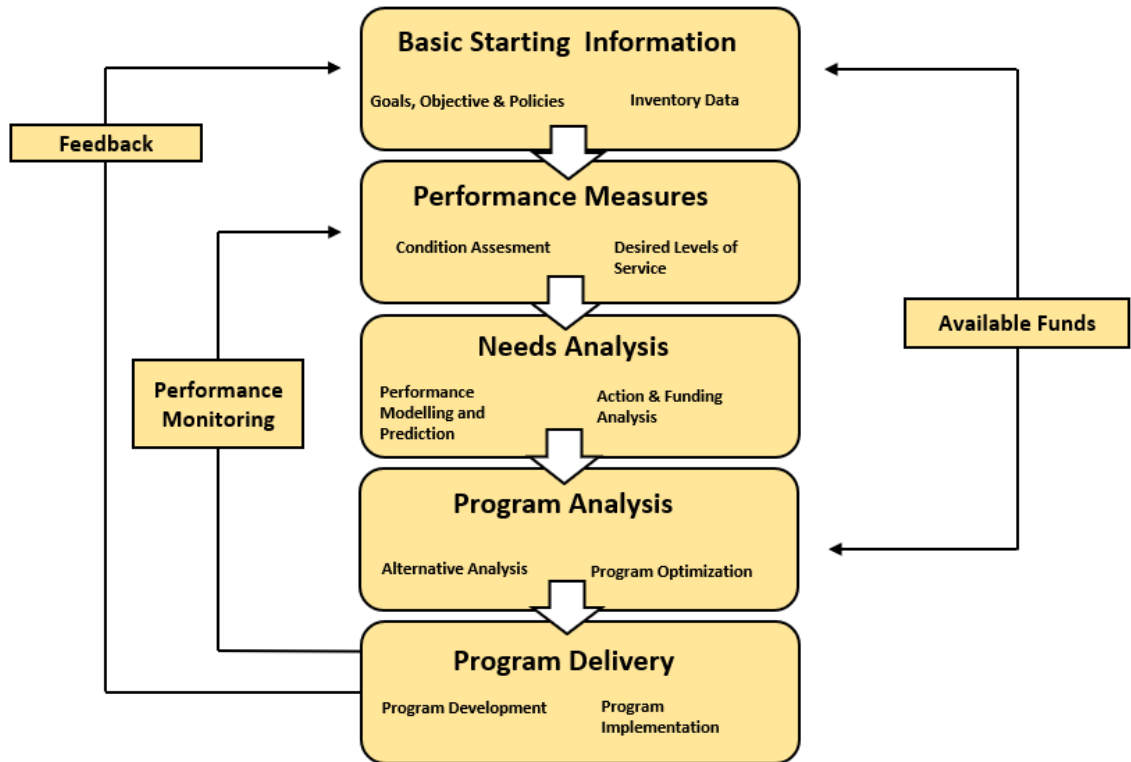 Basic Starting  Information
Goals, Objective & Policies
Inventory Data
Feedback
Performance Measures
Condition Assesment
Desired Levels of
Service
Available Funds
Needs Analysis
Performance
Modelling and
Prediction
Action & Funding
Analysis
Performance
Monitoring
Program Analysis
Alternative Analysis
Program Optimization
Program Delivery
Program Development
Program
Implementation